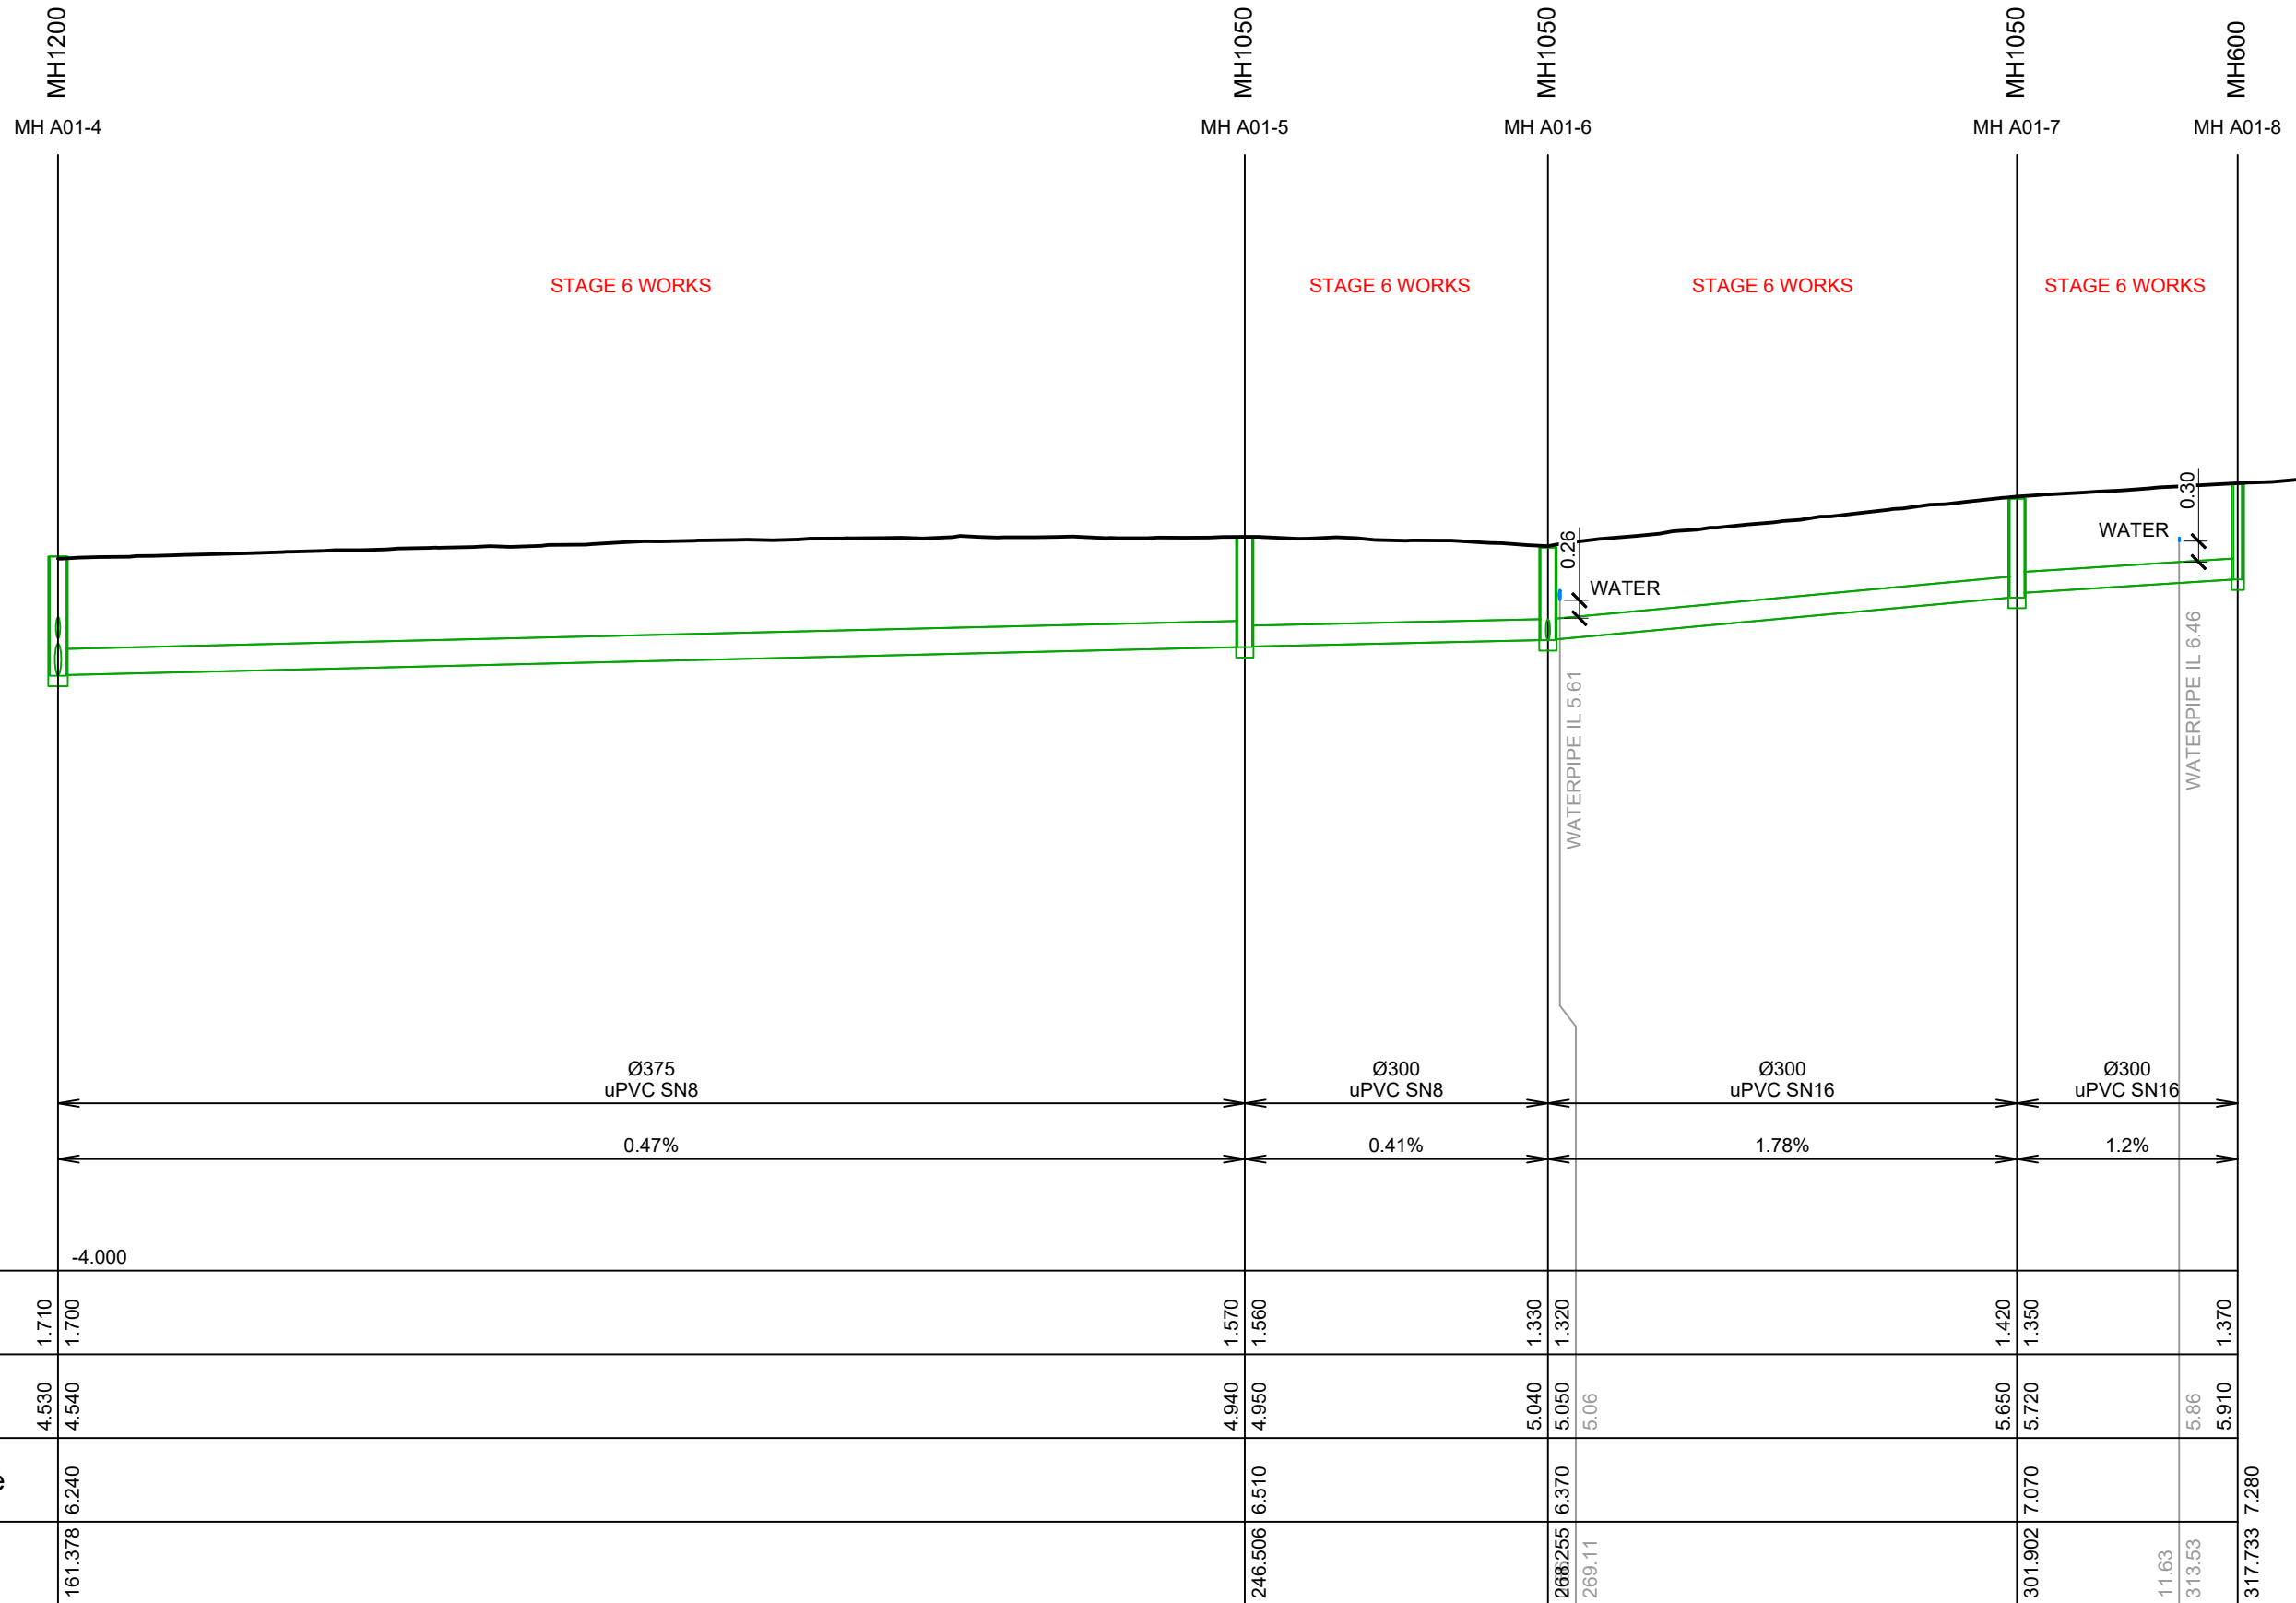 MH1200
MH1050
MH1050
MH1050
MH600
MH A01-4
MH A01-5
MH A01-6
MH A01-7
MH A01-8
STAGE 6 WORKS
STAGE 6 WORKS
STAGE 6 WORKS
STAGE 6 WORKS
0.26
WATER
0.30
WATER
WATERPIPE IL 5.61
WATERPIPE IL 6.46
Ø375
uPVC SN8
Ø300
uPVC SN8
Ø300
uPVC SN16
Ø300
uPVC SN16
0.47%
0.41%
1.78%
1.2%
-4.000
1.710
1.700
1.570
1.560
1.330
1.320
1.420
1.350
1.370
4.530
4.540
4.940
4.950
5.040
5.050
5.06
5.650
5.720
5.86
5.910
6.240
6.510
6.370
7.070
7.280
161.378
246.506
268.255
269.11
301.902
11.63
313.53
317.733